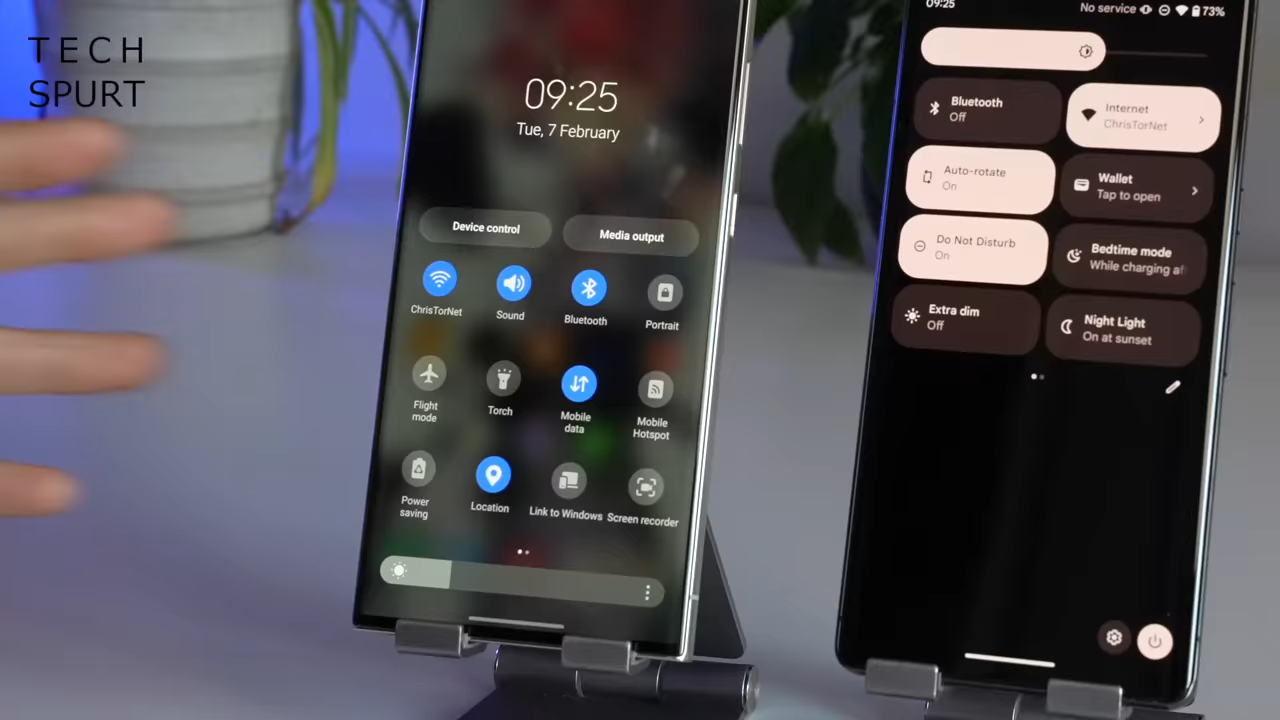 TECH
SPURT
09:25
Tue, 7 February
Device control
Media output
ChrisTorNet
Sound
Bluetooth
Portrait
Flight
mode
Torch
Mobile
data
Mobile
Hotspot
Power
saving
Location
Link to Windows
Screen recorder
09:25
No service
73%
Bluetooth
Off
Internet
ChrisTorNet
Auto-rotate
On
Wallet
Tap to open
Do Not Disturb
On
Bedtime mode
While charging af
Extra dim
Off
Night Light
On at sunset